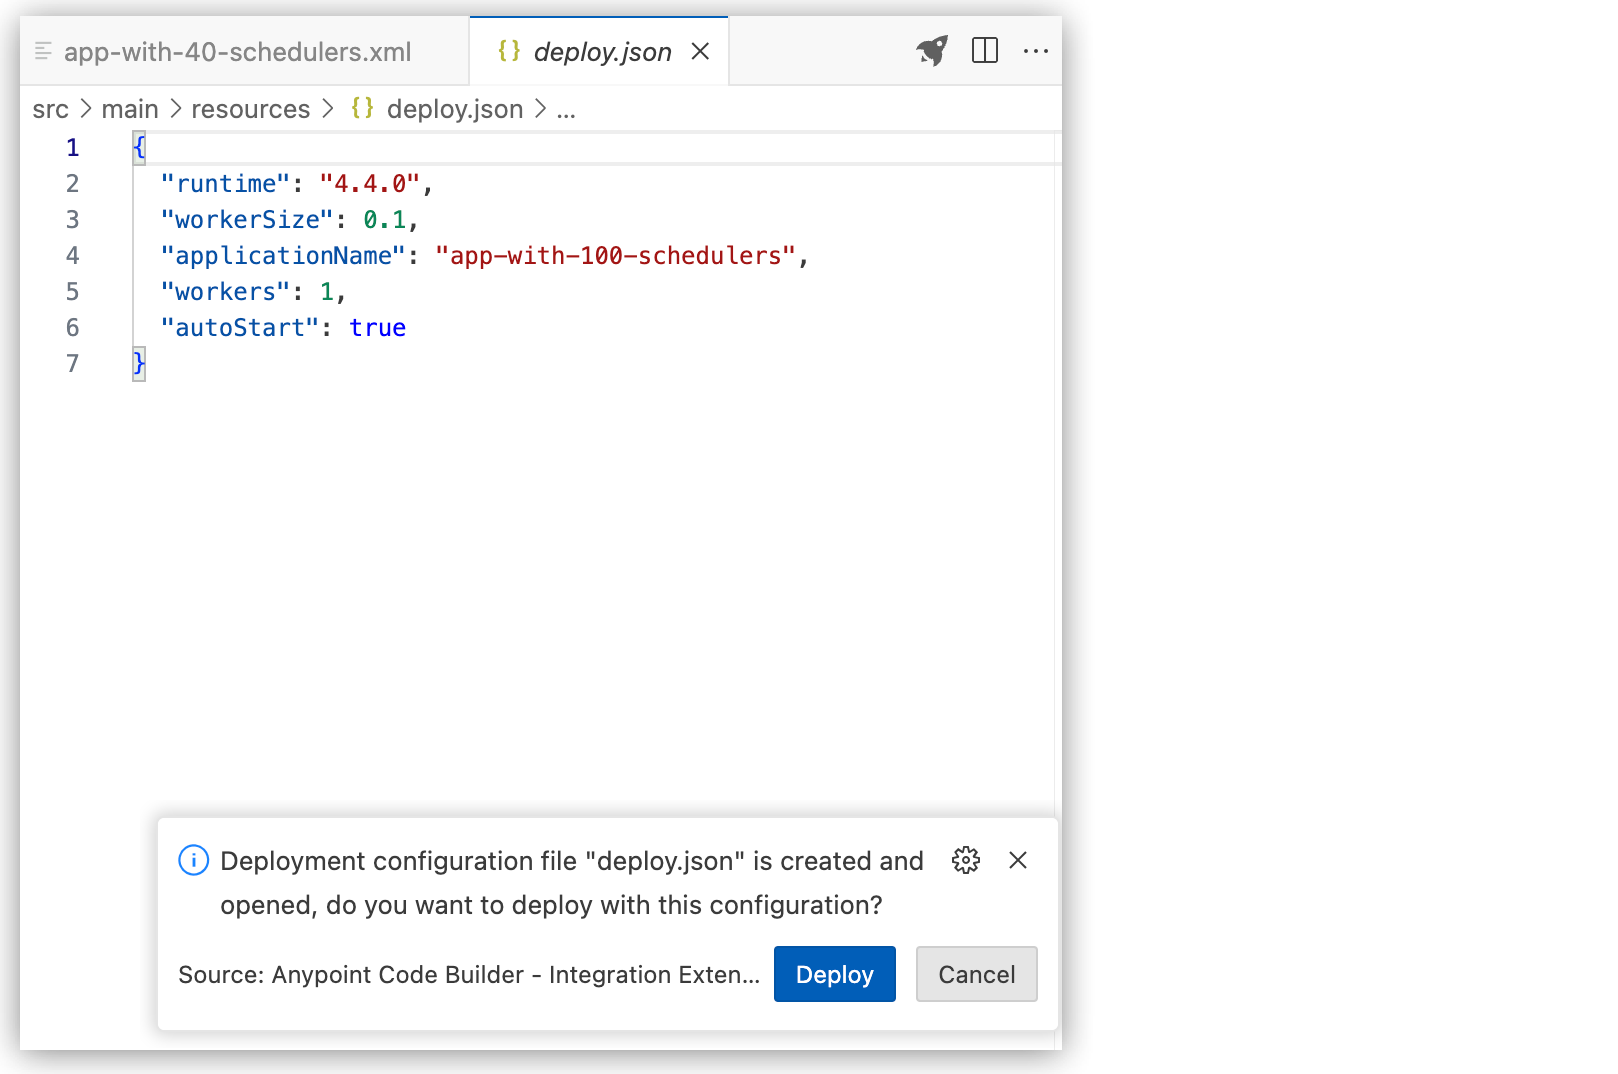 app-with-40-schedulers.xml
{} deploy.json
src > main > resources > {} deploy.json > ...
1 {
2 "runtime": "4.4.0",
3 "workerSize": 0.1,
4 "applicationName": "app-with-100-schedulers",
5 "workers": 1,
6 "autoStart": true
7 }
Deployment configuration file "deploy.json" is created and
opened, do you want to deploy with this configuration?
Source: Anypoint Code Builder - Integration Exten...
Deploy
Cancel